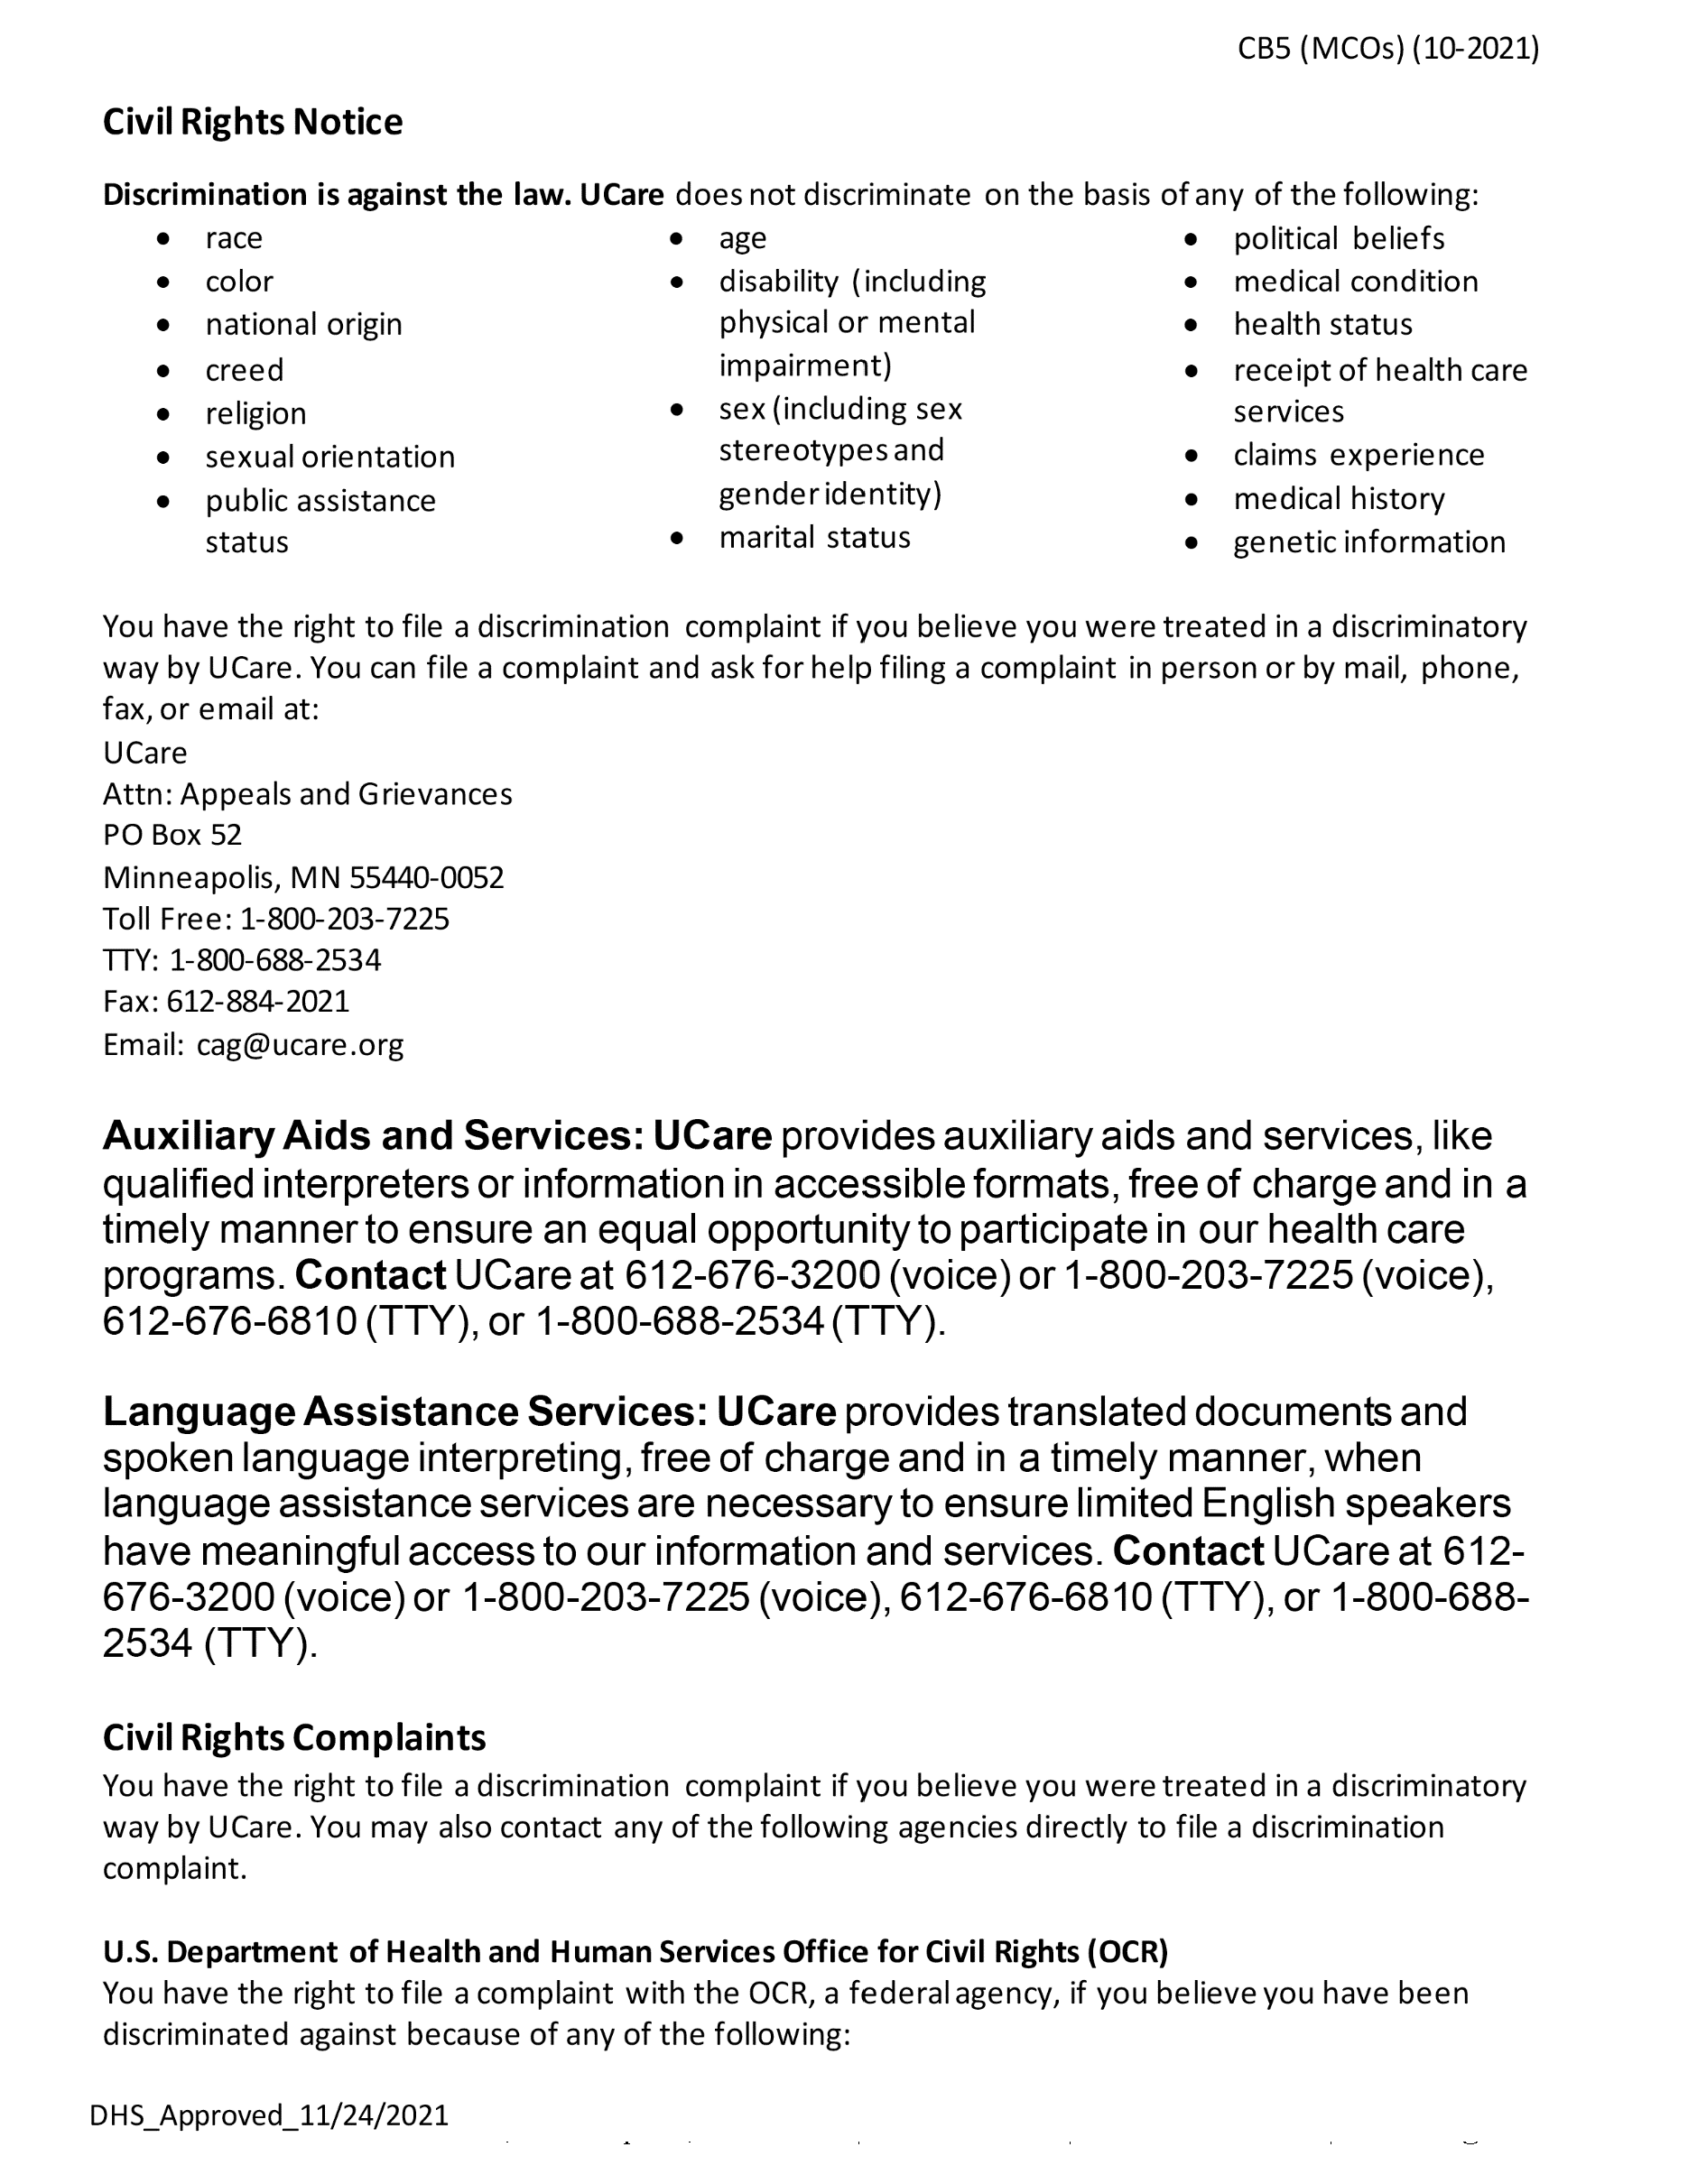 CB5 (MCOs) (10-2021)
Civil Rights Notice
Discrimination is against the law. UCare does not discriminate on the basis of any of the following:
• race
• color
• national origin
• creed
• religion
• sexual orientation
• public assistance
status
• age
• disability (including
physical or mental
impairment)
• sex (including sex
stereotypes and
gender identity)
• marital status
• political beliefs
• medical condition
• health status
• receipt of health care
services
• claims experience
• medical history
• genetic information
You have the right to file a discrimination complaint if you believe you were treated in a discriminatory
way by UCare. You can file a complaint and ask for help filing a complaint in person or by mail, phone,
fax, or email at:
UCare
Attn: Appeals and Grievances
PO Box 52
Minneapolis, MN 55440-0052
Toll Free: 1-800-203-7225
TTY: 1-800-688-2534
Fax: 612-884-2021
Email: cag@ucare.org
Auxiliary Aids and Services: UCare provides auxiliary aids and services, like
qualified interpreters or information in accessible formats, free of charge and in a
timely manner to ensure an equal opportunity to participate in our health care
programs. Contact UCare at 612-676-3200 (voice) or 1-800-203-7225 (voice),
612-676-6810 (TTY), or 1-800-688-2534 (TTY).
Language Assistance Services: UCare provides translated documents and
spoken language interpreting, free of charge and in a timely manner, when
language assistance services are necessary to ensure limited English speakers
have meaningful access to our information and services. Contact UCare at 612-
676-3200 (voice) or 1-800-203-7225 (voice), 612-676-6810 (TTY), or 1-800-688-
2534 (TTY).
Civil Rights Complaints
You have the right to file a discrimination complaint if you believe you were treated in a discriminatory
way by UCare. You may also contact any of the following agencies directly to file a discrimination
complaint.
U.S. Department of Health and Human Services Office for Civil Rights (OCR)
You have the right to file a complaint with the OCR, a federal agency, if you believe you have been
discriminated against because of any of the following:
DHS_Approved_11/24/2021